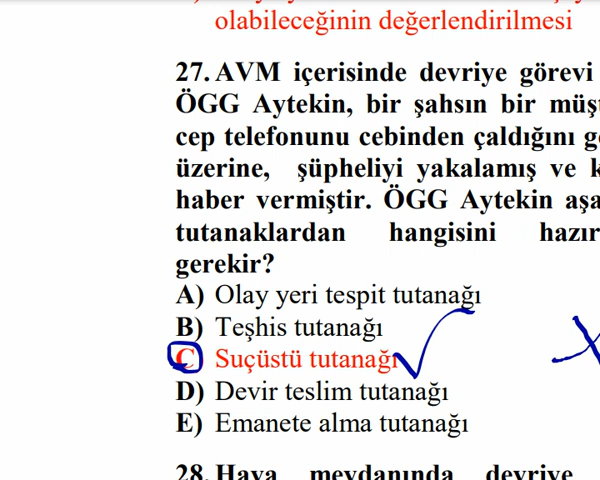 olabileceğinin değerlendirilmesi
27. AVM içerisinde devriye görevi
ÖGG Aytekin, bir şahsın bir müşt
cep telefonunu cebinden çaldığını g
üzerine, şüpheliyi yakalamış ve k
haber vermiştir. ÖGG Aytekin aşa
tutanaklardan hangisini hazır
gerekir?
A) Olay yeri tespit tutanağı
B) Teşhis tutanağı
C Suçüstü tutanağı
D) Devir teslim tutanağı
E) Emanete alma tutanağı
28. Hava meydanında devriye